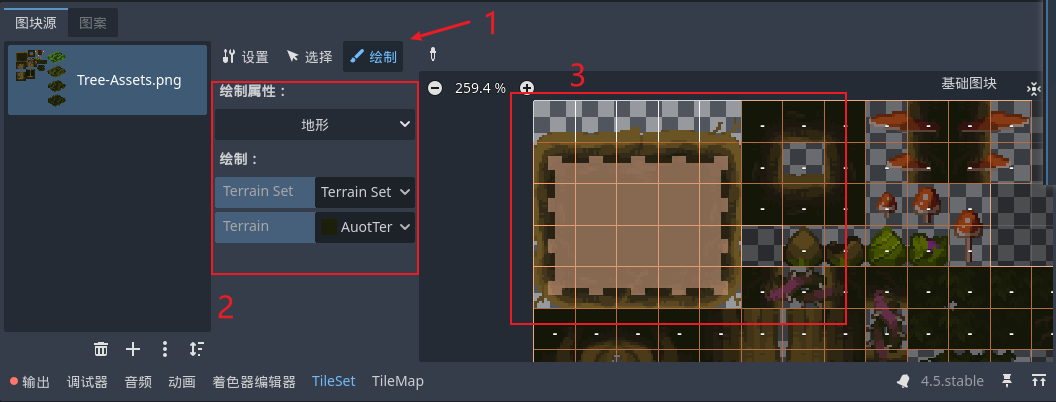 图块源 图案
1
Tree-Assets.png
设置 选择 绘制
绘制属性：
地形
绘制：
Terrain Set Terrain Set
Terrain AuotTer
2
259.4 %
3
基础图块
输出 调试器 音频 动画 着色器编辑器 TileSet TileMap
4.5.stable